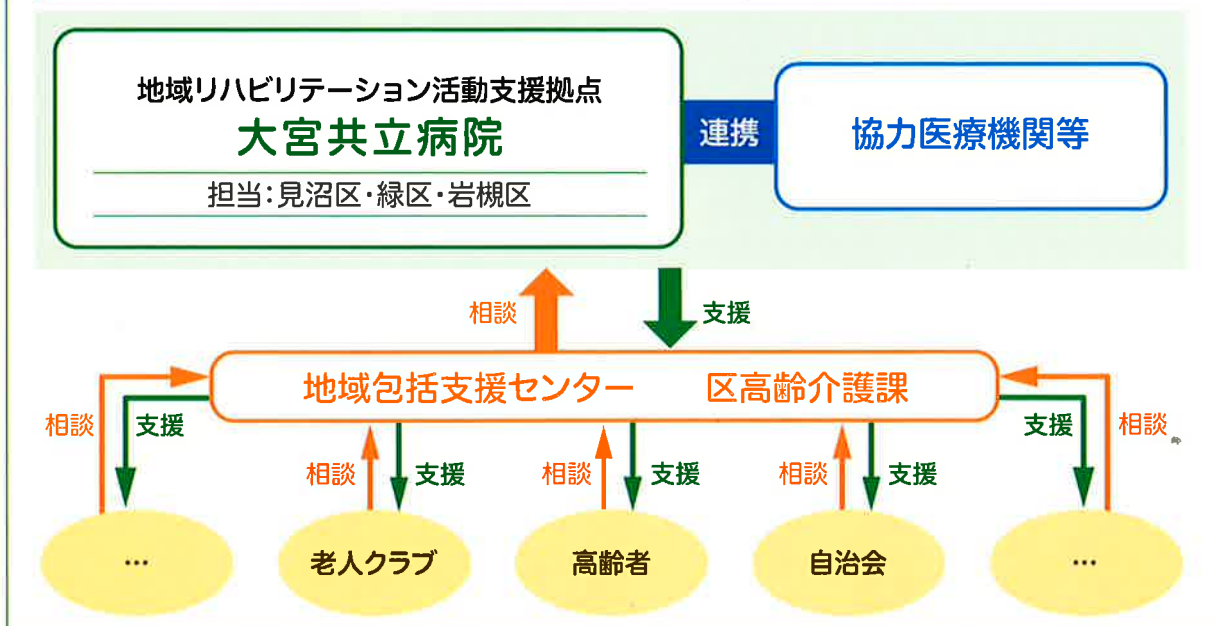 地域リハビリテーション活動支援拠点
大宮共立病院
担当:見沼区・緑区・岩槻区
連携
協力医療機関等
相談
支援
地域包括支援センター 区高齢介護課
相談
支援
相談
支援
相談
支援
相談
支援
支援
相談
…
老人クラブ
高齢者
自治会
…